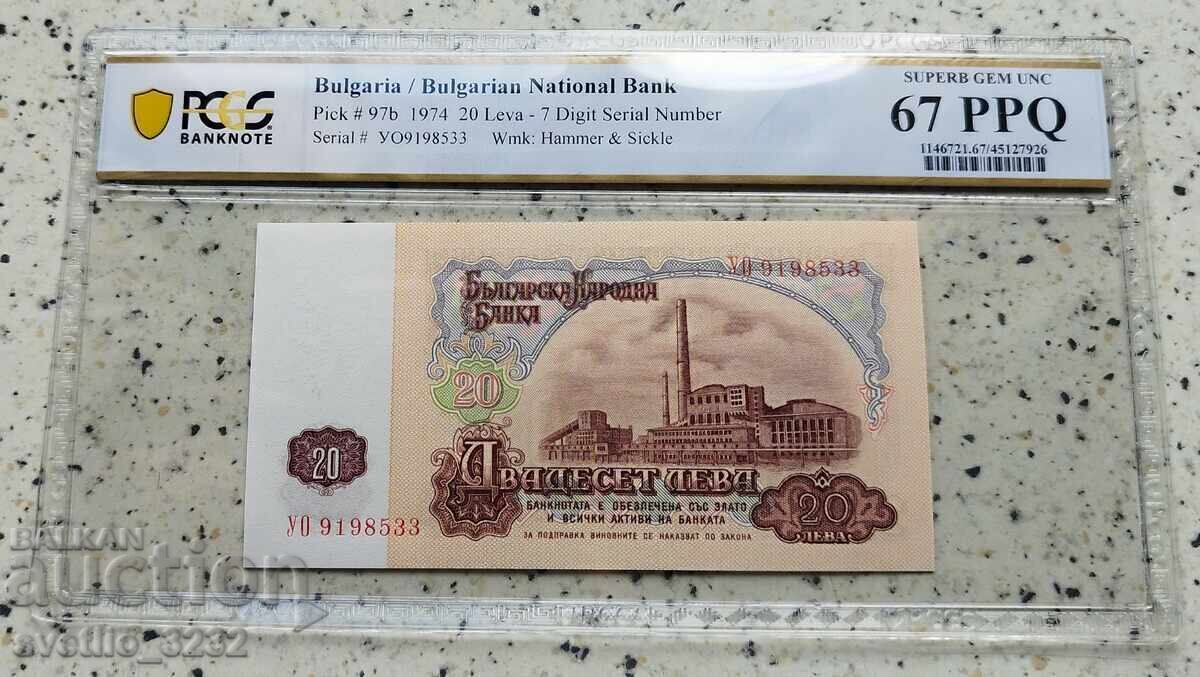 PCGS
BANKNOTE
Bulgaria / Bulgarian National Bank
Pick # 97b 1974 20 Leva - 7 Digit Serial Number
Serial # УО9198533 Wmk: Hammer & Sickle
SUPERB GEM UNC
67 PPQ
1146721.67/45127926
УО 9198533
Българска Народна
Банка
20
20
Двадесет лева
БАНКНОТАТА Е ОБЕЗПЕЧЕНА СЪС ЗЛАТО
И ВСИЧКИ АКТИВИ НА БАНКАТА
ЗА ПОДПРАВКА ВИНОВНИТЕ СЕ НАКАЗВАТ ПО ЗАКОНА
20
ЛЕВА
УО 9198533
BALKAN
auction
svetlio_3232